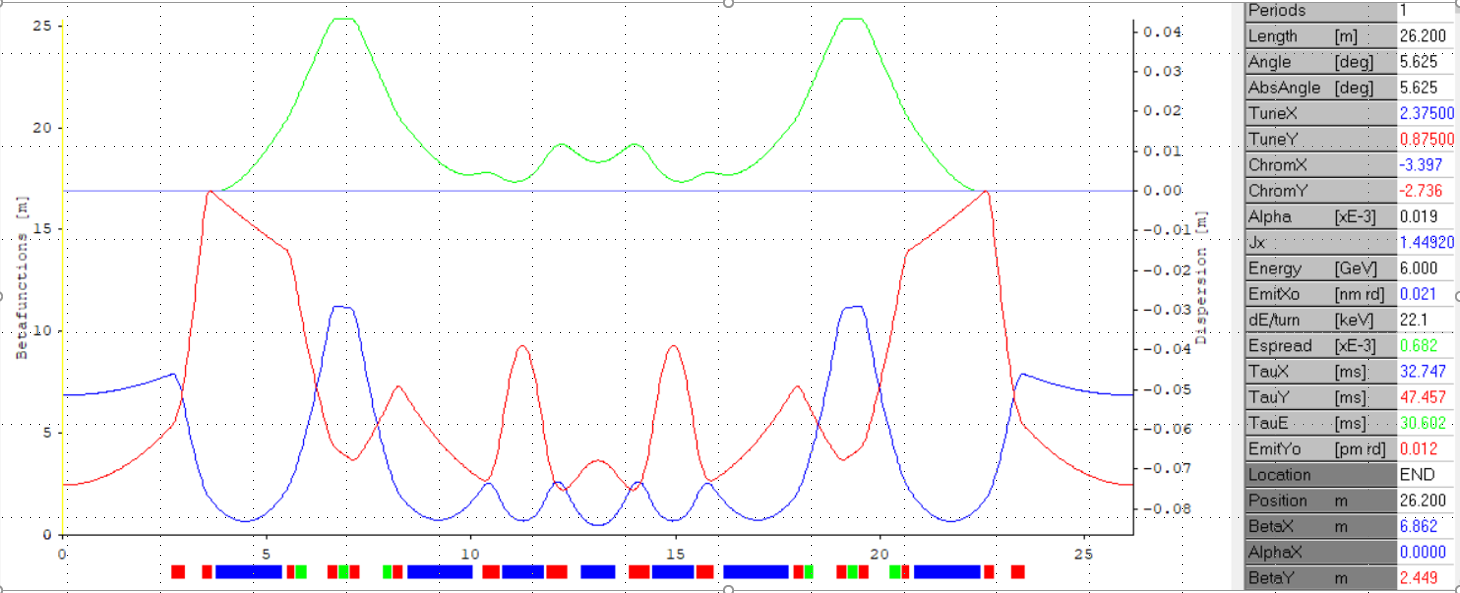 25
20
15
10
5
0
Betafunctions [m]
0 5 10 15 20 25
0.04
0.03
0.02
0.01
0.00
-0.01
-0.02
-0.03
-0.04
-0.05
-0.06
-0.07
-0.08
Dispersion [m]
Periods 1
Length [m] 26.200
Angle [deg] 5.625
AbsAngle [deg] 5.625
TuneX 2.37500
TuneY 0.87500
ChromX -3.397
ChromY -2.736
Alpha [xE-3] 0.019
Jx 1.44920
Energy [GeV] 6.000
EmitXo [nm rd] 0.021
dE/turn [keV] 22.1
Espread [xE-3] 0.682
TauX [ms] 32.747
TauY [ms] 47.457
TauE [ms] 30.602
EmitYo [pm rd] 0.012
Location END
Position m 26.200
BetaX m 6.862
AlphaX 0.0000
BetaY m 2.449